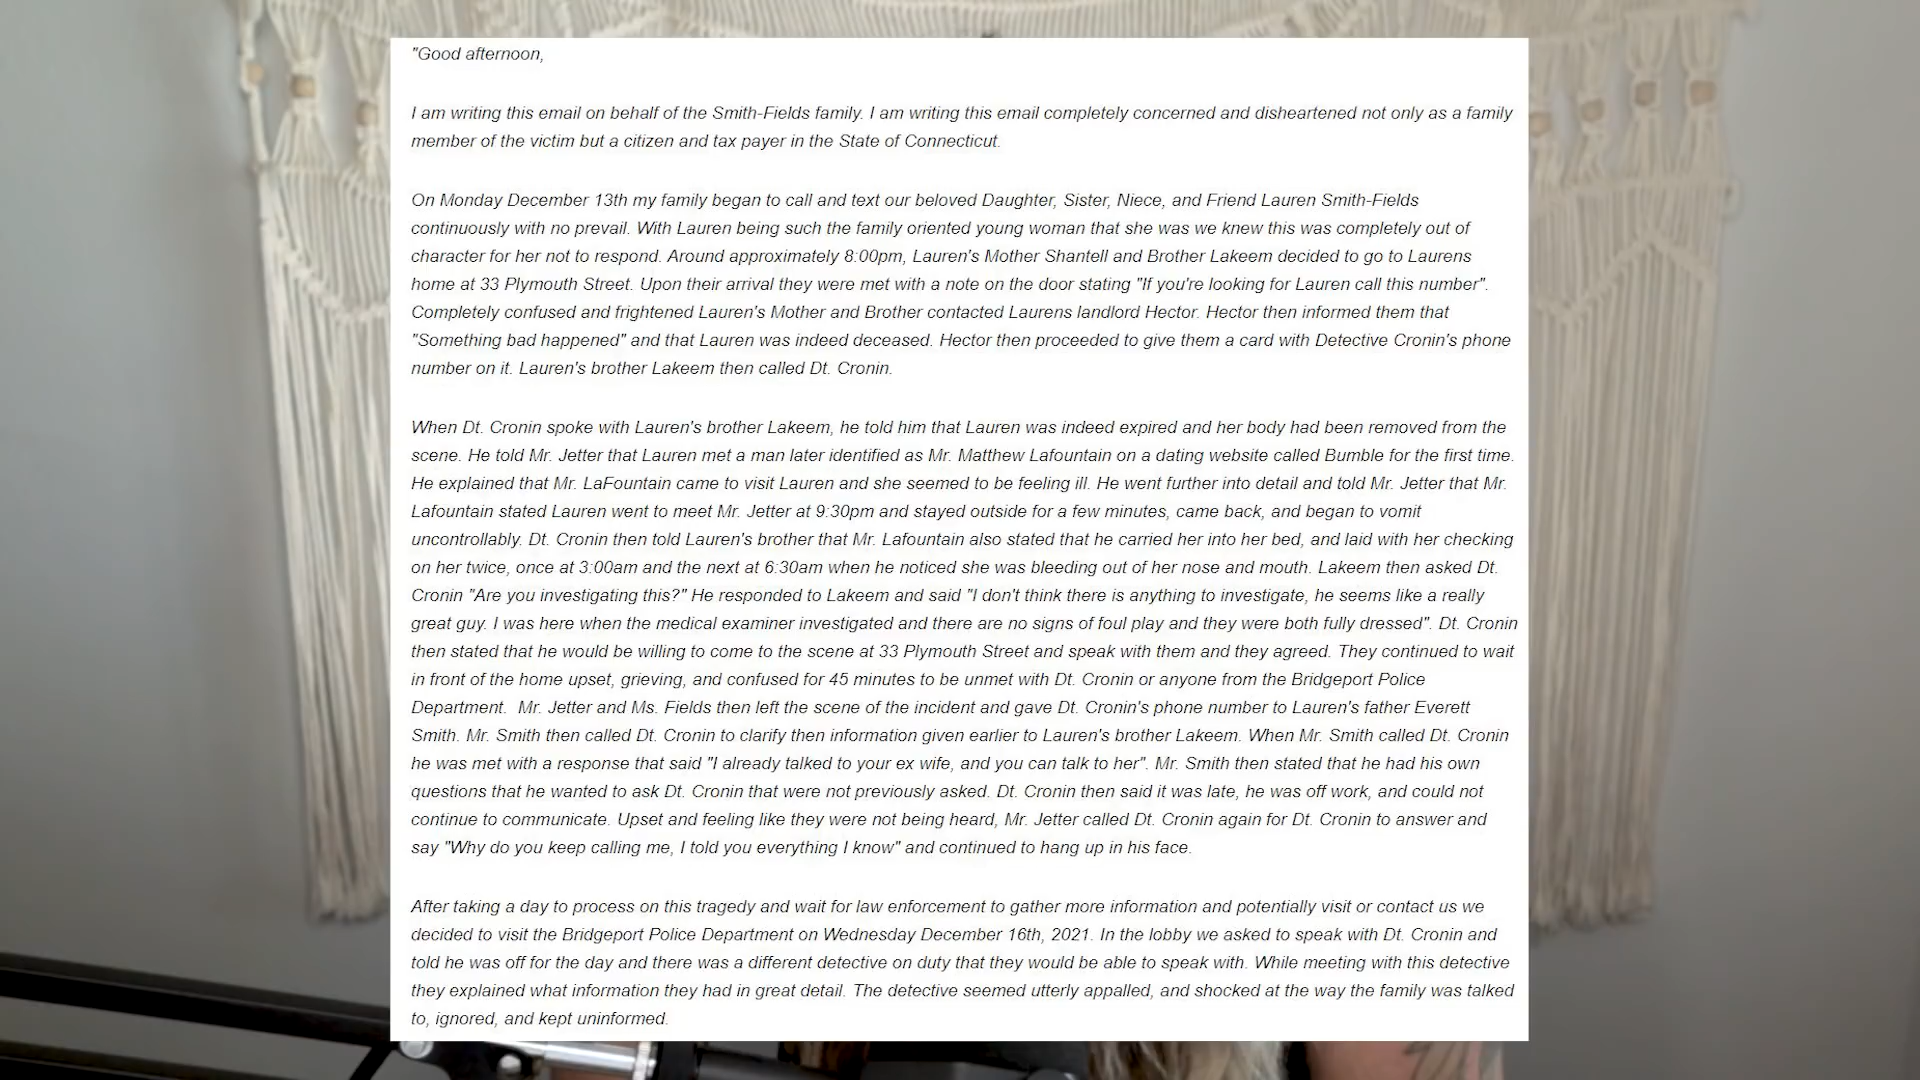 "Good afternoon,
I am writing this email on behalf of the Smith-Fields family. I am writing this email completely concerned and disheartened not only as a family
member of the victim but a citizen and tax payer in the State of Connecticut.
On Monday December 13th my family began to call and text our beloved Daughter, Sister, Niece, and Friend Lauren Smith-Fields
continuously with no prevail. With Lauren being such the family oriented young woman that she was we knew this was completely out of
character for her not to respond. Around approximately 8:00pm, Lauren's Mother Shantell and Brother Lakeem decided to go to Laurens
home at 33 Plymouth Street. Upon their arrival they were met with a note on the door stating "If you're looking for Lauren call this number".
Completely confused and frightened Lauren's Mother and Brother contacted Laurens landlord Hector. Hector then informed them that
"Something bad happened" and that Lauren was indeed deceased. Hector then proceeded to give them a card with Detective Cronin's phone
number on it. Lauren's brother Lakeem then called Dt. Cronin.
When Dt. Cronin spoke with Lauren's brother Lakeem, he told him that Lauren was indeed expired and her body had been removed from the
scene. He told Mr. Jetter that Lauren met a man later identified as Mr. Matthew Lafountain on a dating website called Bumble for the first time.
He explained that Mr. LaFountain came to visit Lauren and she seemed to be feeling ill. He went further into detail and told Mr. Jetter that Mr.
Lafountain stated Lauren went to meet Mr. Jetter at 9:30pm and stayed outside for a few minutes, came back, and began to vomit
uncontrollably. Dt. Cronin then told Lauren's brother that Mr. Lafountain also stated that he carried her into her bed, and laid with her checking
on her twice, once at 3:00am and the next at 6:30am when he noticed she was bleeding out of her nose and mouth. Lakeem then asked Dt.
Cronin "Are you investigating this?" He responded to Lakeem and said "I don't think there is anything to investigate, he seems like a really
great guy. I was here when the medical examiner investigated and there are no signs of foul play and they were both fully dressed". Dt. Cronin
then stated that he would be willing to come to the scene at 33 Plymouth Street and speak with them and they agreed. They continued to wait
in front of the home upset, grieving, and confused for 45 minutes to be unmet with Dt. Cronin or anyone from the Bridgeport Police
Department.  Mr. Jetter and Ms. Fields then left the scene of the incident and gave Dt. Cronin's phone number to Lauren's father Everett
Smith. Mr. Smith then called Dt. Cronin to clarify then information given earlier to Lauren's brother Lakeem. When Mr. Smith called Dt. Cronin
he was met with a response that said "I already talked to your ex wife, and you can talk to her". Mr. Smith then stated that he had his own
questions that he wanted to ask Dt. Cronin that were not previously asked. Dt. Cronin then said it was late, he was off work, and could not
continue to communicate. Upset and feeling like they were not being heard, Mr. Jetter called Dt. Cronin again for Dt. Cronin to answer and
say "Why do you keep calling me, I told you everything I know" and continued to hang up in his face.
After taking a day to process on this tragedy and wait for law enforcement to gather more information and potentially visit or contact us we
decided to visit the Bridgeport Police Department on Wednesday December 16th, 2021. In the lobby we asked to speak with Dt. Cronin and
told he was off for the day and there was a different detective on duty that they would be able to speak with. While meeting with this detective
they explained what information they had in great detail. The detective seemed utterly appalled, and shocked at the way the family was talked
to, ignored, and kept uninformed.